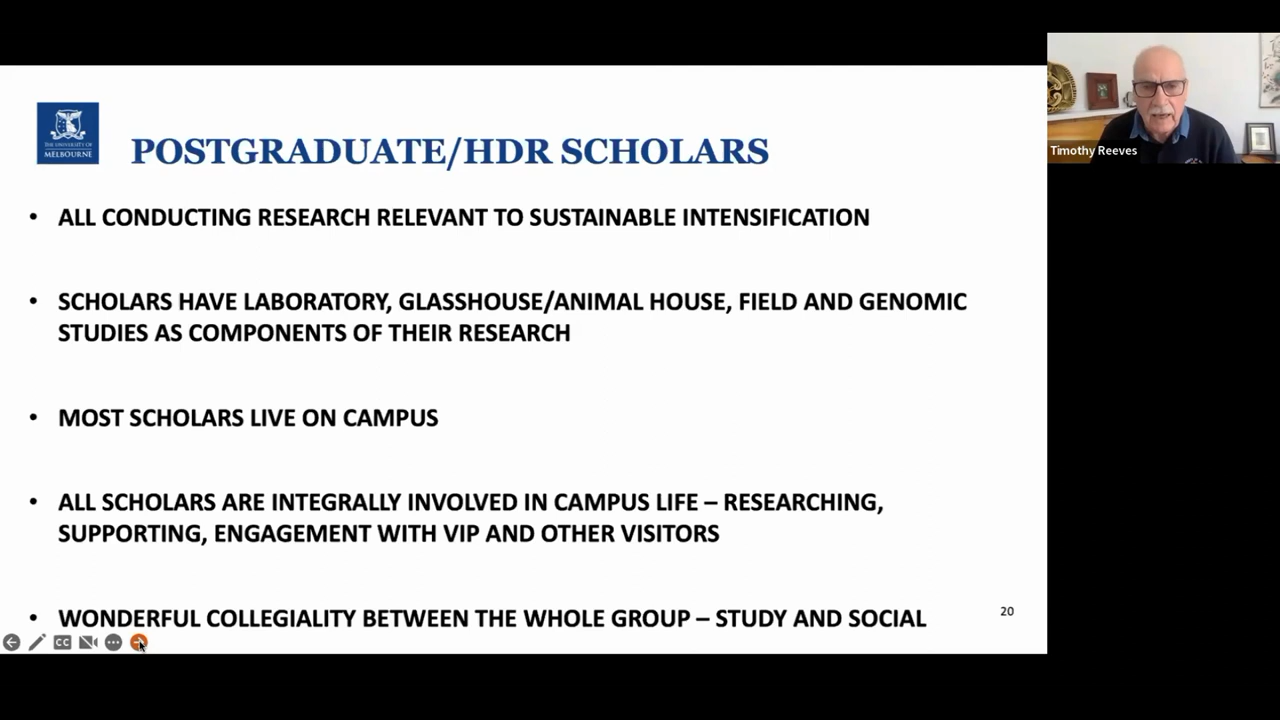 THE UNIVERSITY OF
MELBOURNE
POSTGRADUATE/HDR SCHOLARS
• ALL CONDUCTING RESEARCH RELEVANT TO SUSTAINABLE INTENSIFICATION
• SCHOLARS HAVE LABORATORY, GLASSHOUSE/ANIMAL HOUSE, FIELD AND GENOMIC
STUDIES AS COMPONENTS OF THEIR RESEARCH
• MOST SCHOLARS LIVE ON CAMPUS
• ALL SCHOLARS ARE INTEGRALLY INVOLVED IN CAMPUS LIFE – RESEARCHING,
SUPPORTING, ENGAGEMENT WITH VIP AND OTHER VISITORS
• WONDERFUL COLLEGIALITY BETWEEN THE WHOLE GROUP – STUDY AND SOCIAL
20
CC
Timothy Reeves